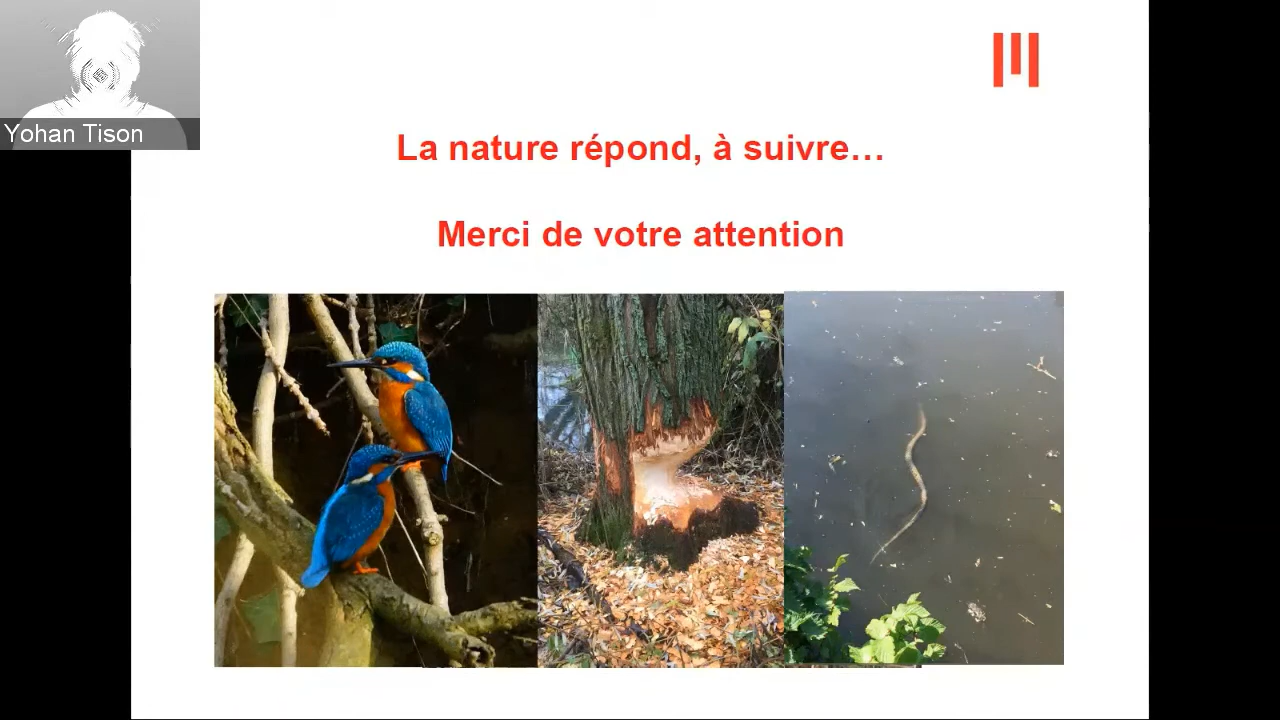 Yohan Tison
La nature répond, à suivre…
Merci de votre attention